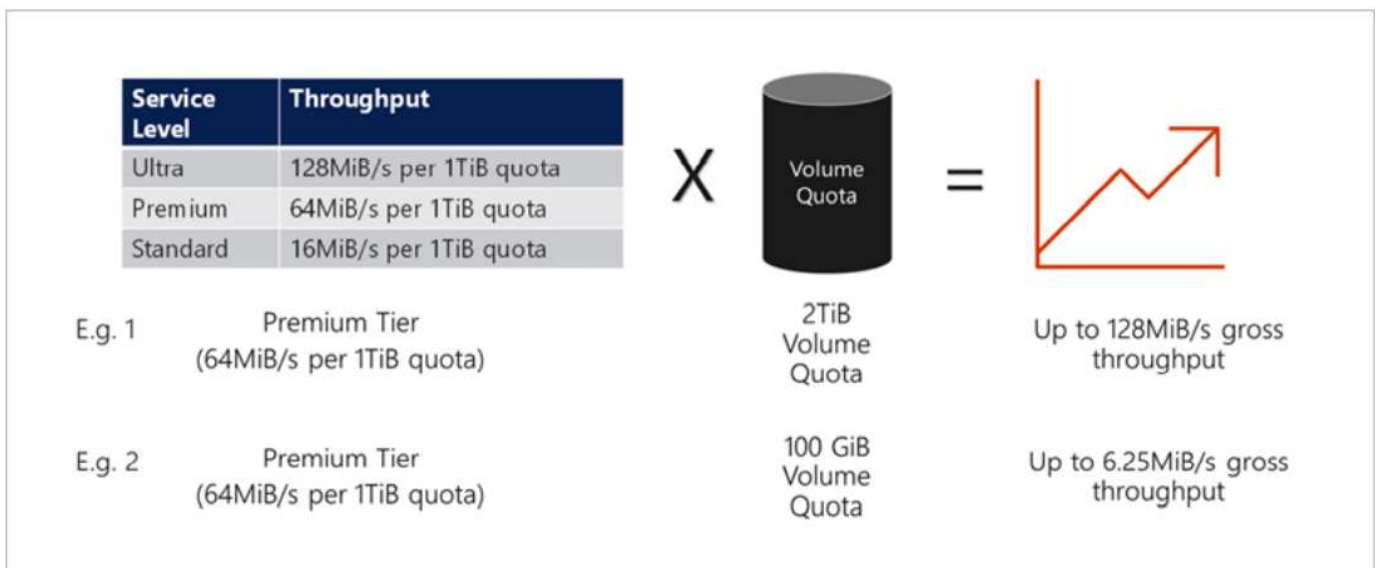 Service Level
Throughput
Ultra
128MiB/s per 1TiB quota
Premium
64MiB/s per 1TiB quota
Standard
16MiB/s per 1TiB quota
X
Volume
Quota
=
E.g. 1
Premium Tier
(64MiB/s per 1TiB quota)
2TiB
Volume
Quota
Up to 128MiB/s gross
throughput
E.g. 2
Premium Tier
(64MiB/s per 1TiB quota)
100 GiB
Volume
Quota
Up to 6.25MiB/s gross
throughput